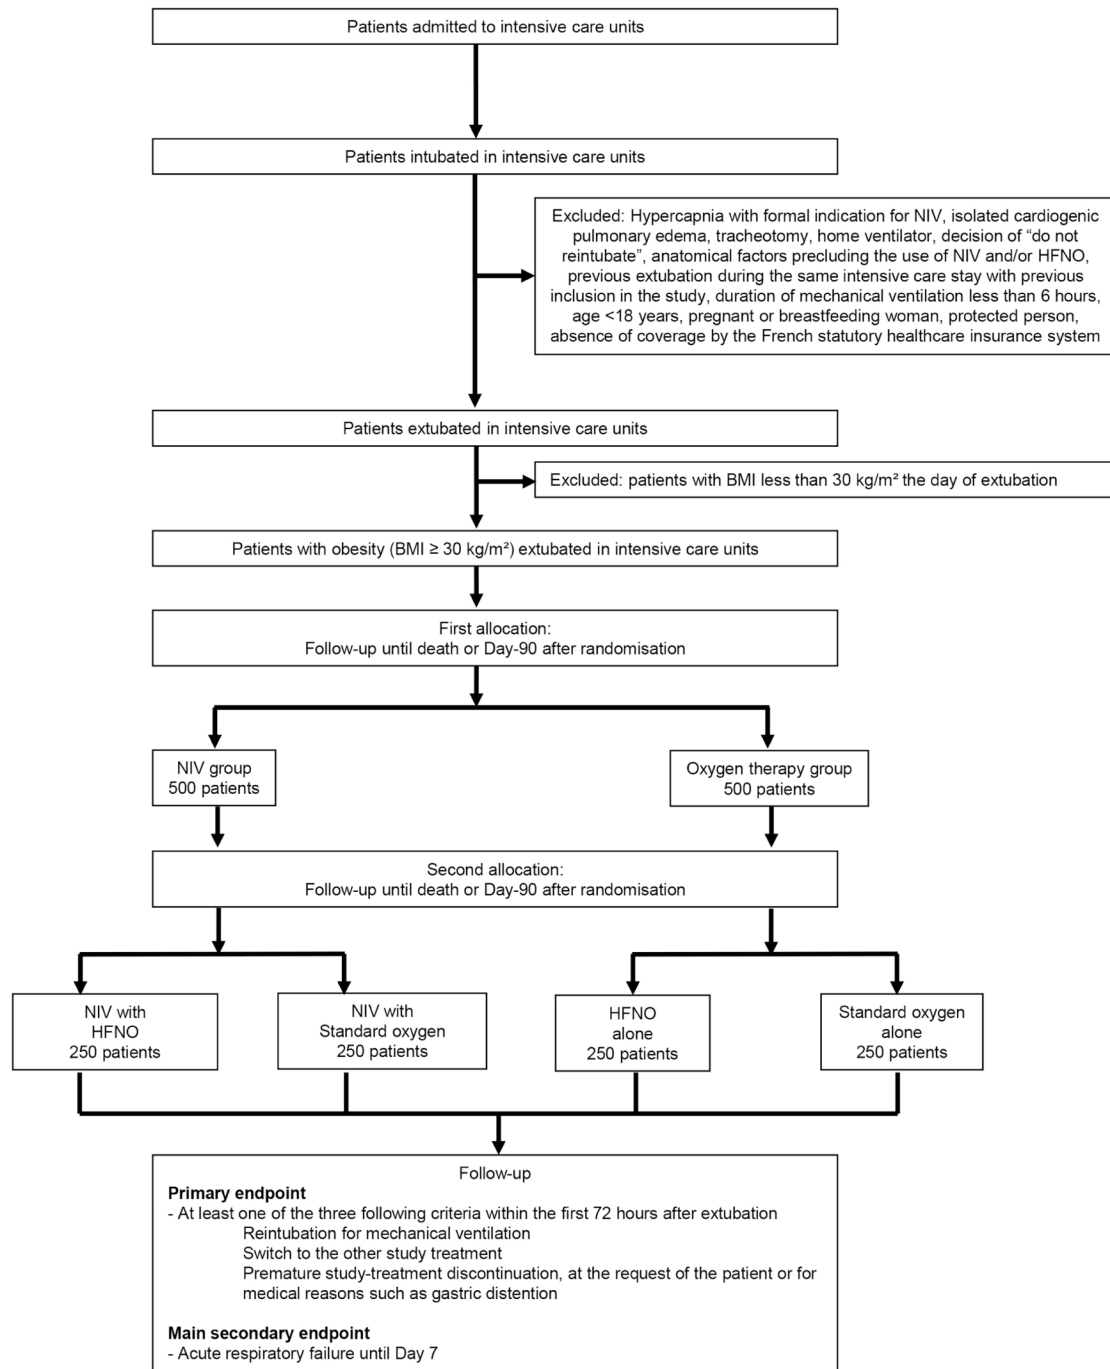 Patients admitted to intensive care units
Patients intubated in intensive care units
Excluded: Hypercapnia with formal indication for NIV, isolated cardiogenic
pulmonary edema, tracheotomy, home ventilator, decision of “do not
reintubate”, anatomical factors precluding the use of NIV and/or HFNO,
previous extubation during the same intensive care stay with previous
inclusion in the study, duration of mechanical ventilation less than 6 hours,
age <18 years, pregnant or breastfeeding woman, protected person,
absence of coverage by the French statutory healthcare insurance system
Patients extubated in intensive care units
Excluded: patients with BMI less than 30 kg/m² the day of extubation
Patients with obesity (BMI ≥ 30 kg/m²) extubated in intensive care units
First allocation:
Follow-up until death or Day-90 after randomisation
NIV group
500 patients
Oxygen therapy group
500 patients
Second allocation:
Follow-up until death or Day-90 after randomisation
NIV with
HFNO
250 patients
NIV with
Standard oxygen
250 patients
HFNO
alone
250 patients
Standard oxygen
alone
250 patients
Follow-up
Primary endpoint
- At least one of the three following criteria within the first 72 hours after extubation
Reintubation for mechanical ventilation
Switch to the other study treatment
Premature study-treatment discontinuation, at the request of the patient or for
medical reasons such as gastric distention
Main secondary endpoint
- Acute respiratory failure until Day 7